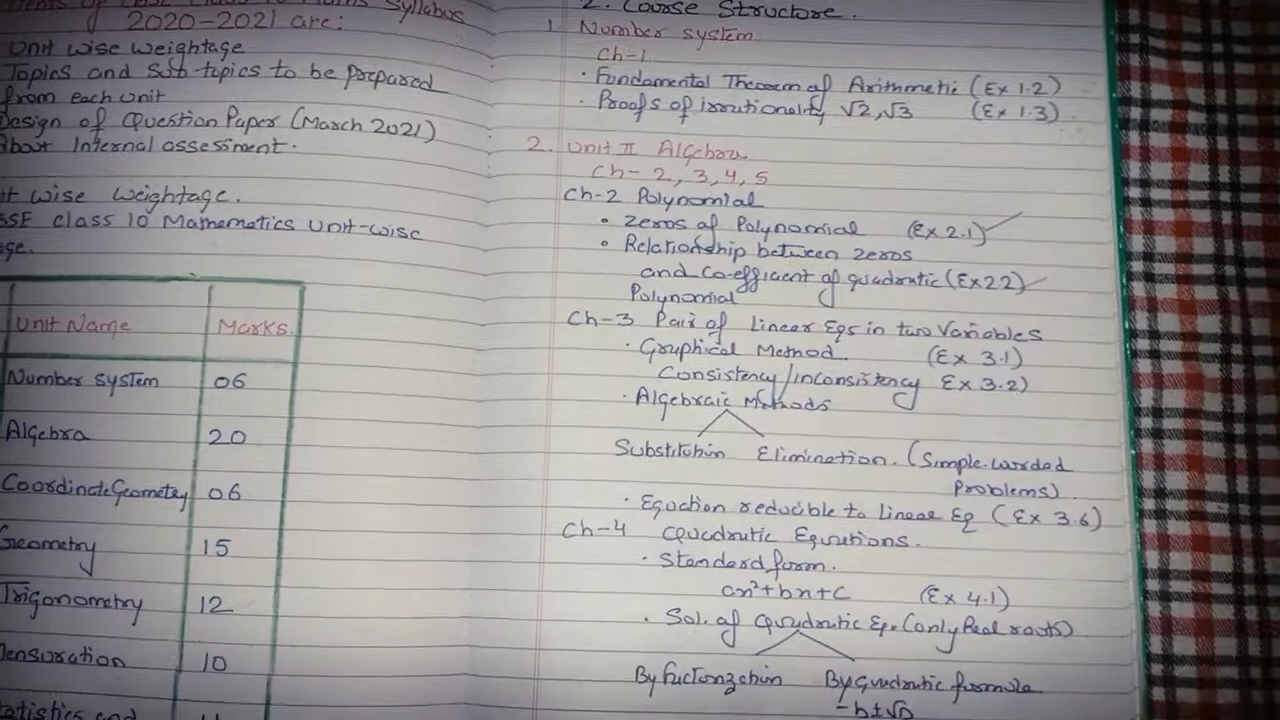 Syllabus
2020-2021 are:
Unit wise weightage
Topics and Sub topics to be prepared
from each unit
Design of Question Paper (March 2021)
About Internal assessment.
wise weightage.
class 10 Mathematics Unit-wise
Unit Name Marks.
Number system 06
Algebra 20
Coordinate Geometry 06
Geometry 15
Trigonometry 12
Mensuration 10
Statistics and
2. Course Structure.
1. Number system
Ch-1
• Fundamental Theorem of Arithmetic (Ex 1.2)
• Proofs of irrationality √2, √3 (Ex 1.3)
2. Unit II Algebra
Ch- 2, 3, 4, 5
Ch-2 Polynomial
• Zeros of Polynomial (Ex 2.1)
• Relationship between zeros
and Co-efficient of quadratic (Ex 2.2)
Polynomial
Ch-3 Pair of Linear Eqs in two Variables
• Graphical Method (Ex 3.1)
Consistency/inconsistency Ex 3.2)
• Algebraic Methods
Substitution Elimination. (Simple worded
Problems)
• Equation reducible to linear Eq (Ex 3.6)
Ch-4 Quadratic Equations.
• Standard form.
ax²+bx+c (Ex 4.1)
• Sol. of Quadratic Eq. (only Real roots)
By factorization By quadratic formula
-b±√D